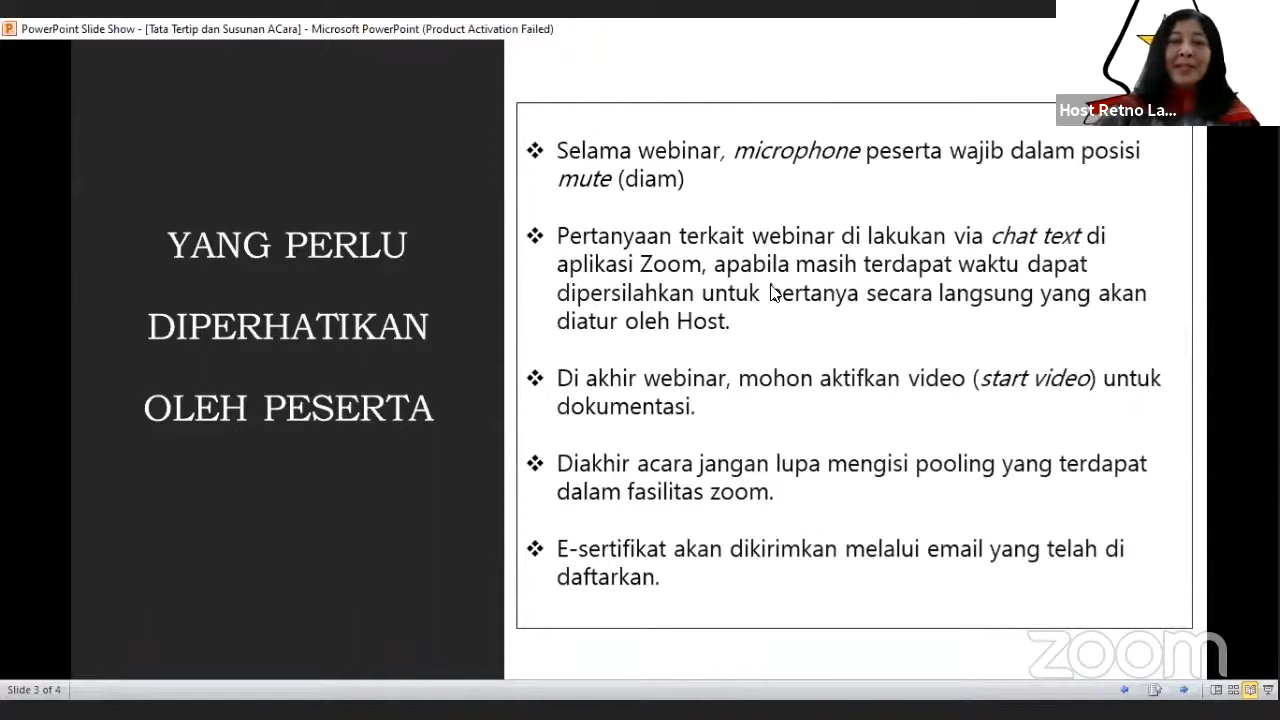 PowerPoint Slide Show - [Tata Tertip dan Susunan ACara] - Microsoft PowerPoint (Product Activation Failed)
Host Retno La...
YANG PERLU
DIPERHATIKAN
OLEH PESERTA
❖ Selama webinar, microphone peserta wajib dalam posisi
mute (diam)
❖ Pertanyaan terkait webinar di lakukan via chat text di
aplikasi Zoom, apabila masih terdapat waktu dapat
dipersilahkan untuk bertanya secara langsung yang akan
diatur oleh Host.
❖ Di akhir webinar, mohon aktifkan video (start video) untuk
dokumentasi.
❖ Diakhir acara jangan lupa mengisi pooling yang terdapat
dalam fasilitas zoom.
❖ E-sertifikat akan dikirimkan melalui email yang telah di
daftarkan.
zoom
Slide 3 of 4